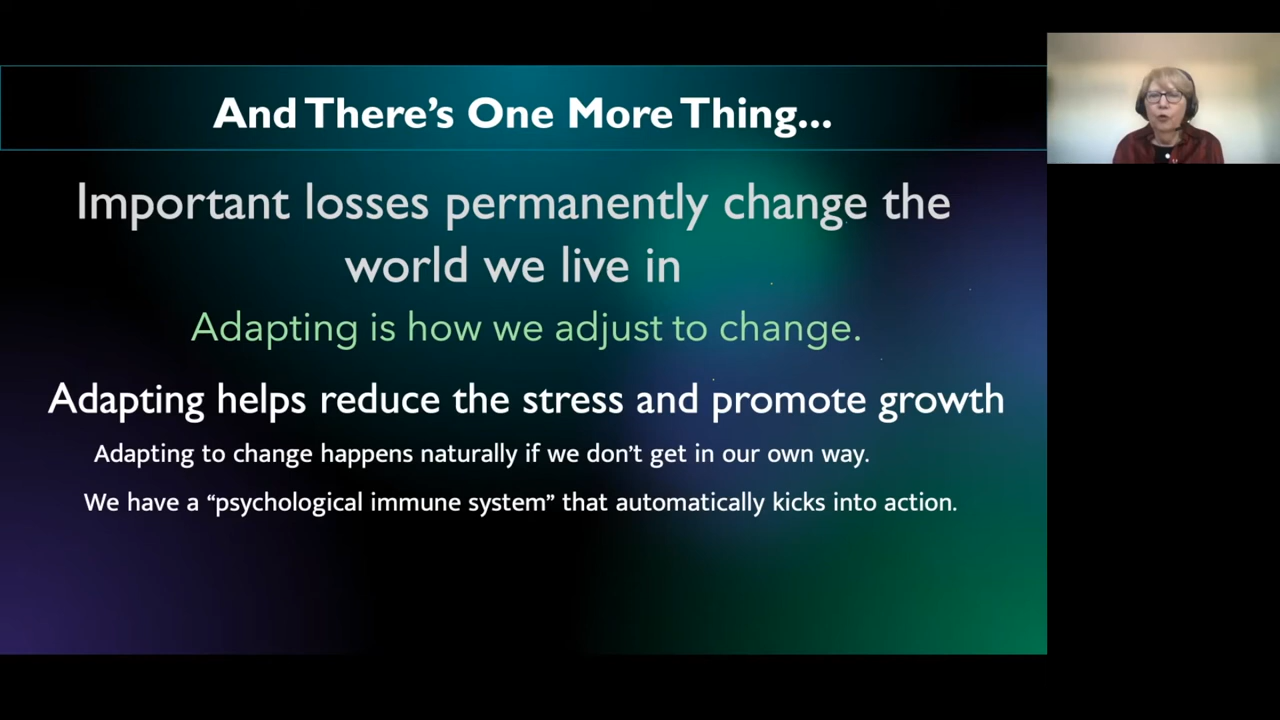 And There’s One More Thing...
Important losses permanently change the
world we live in
Adapting is how we adjust to change.
Adapting helps reduce the stress and promote growth
Adapting to change happens naturally if we don’t get in our own way.
We have a “psychological immune system” that automatically kicks into action.